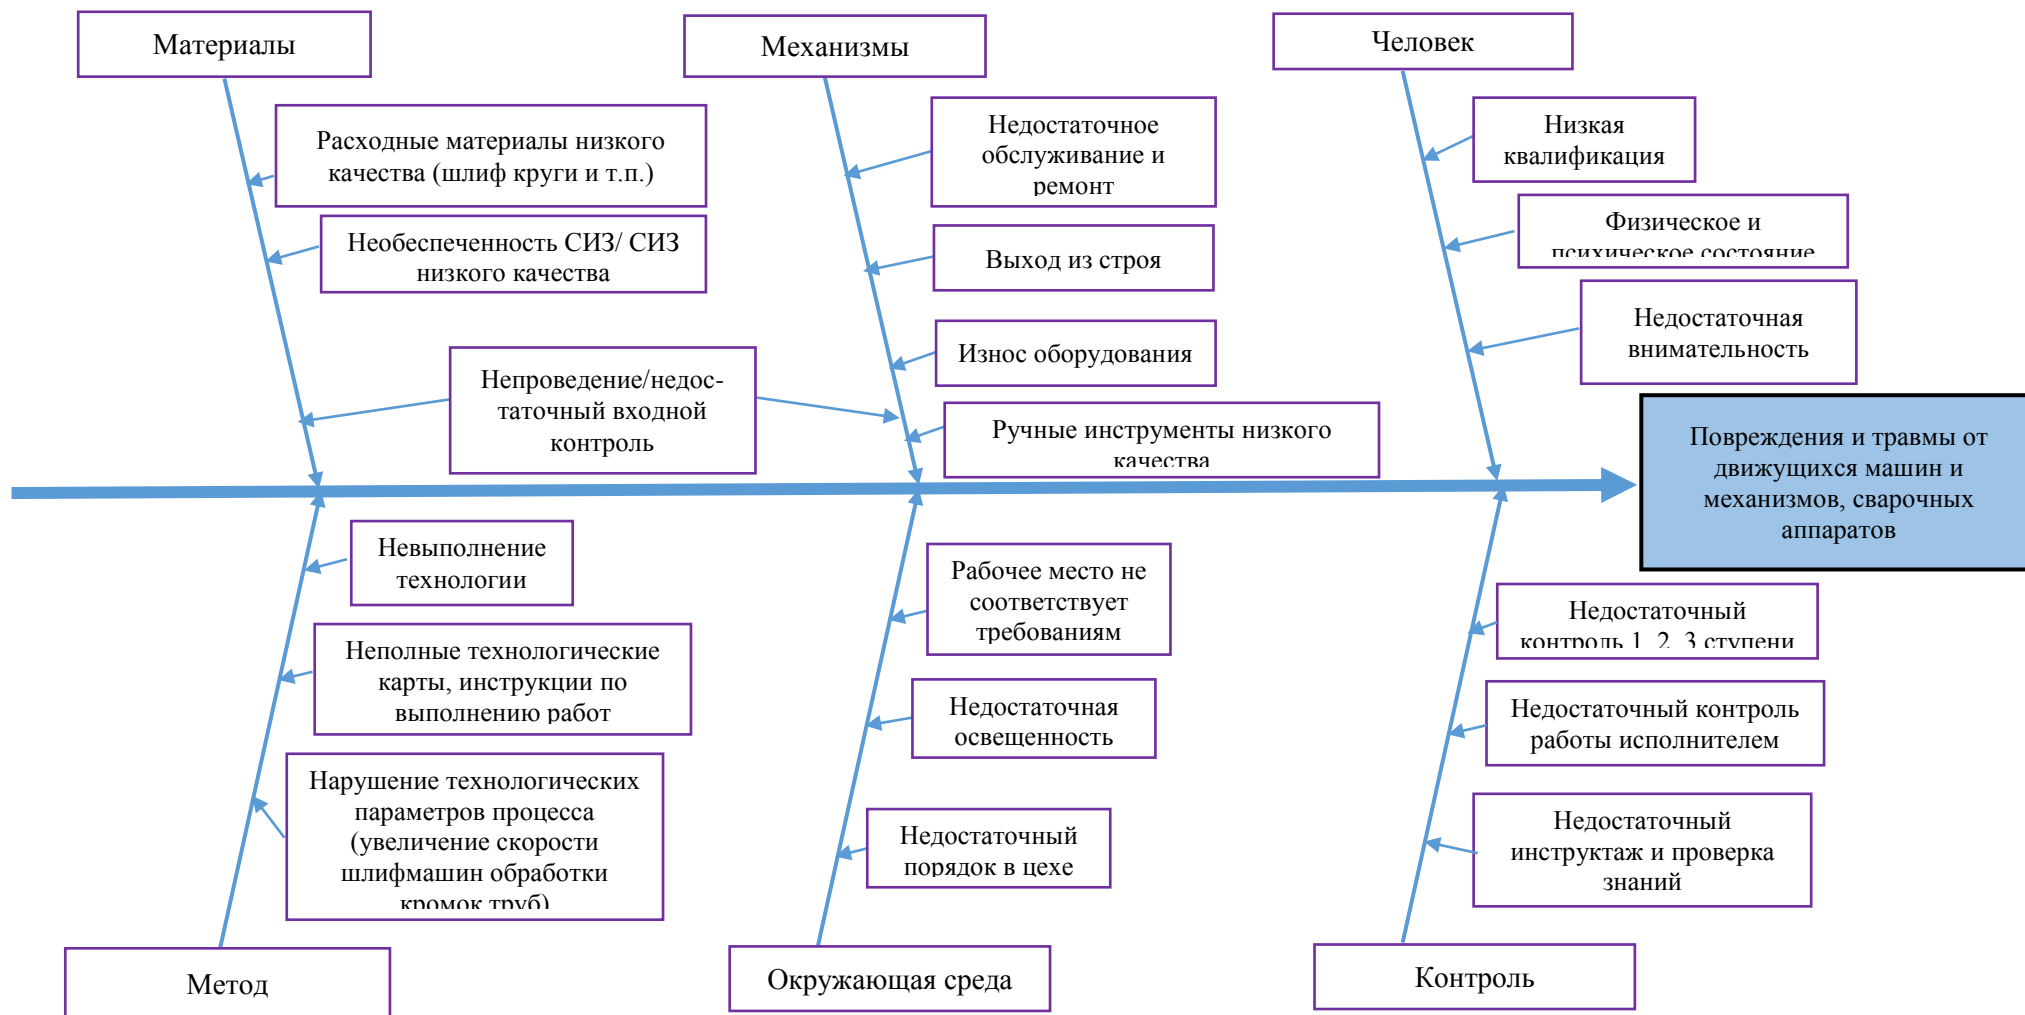 Материалы
Механизмы
Человек
Расходные материалы низкого
качества (шлиф круги и т.п.)
Необеспеченность СИЗ/ СИЗ
низкого качества
Непроведение/недос-
таточный входной
контроль
Недостаточное
обслуживание и
ремонт
Выход из строя
Износ оборудования
Ручные инструменты низкого
качества
Низкая
квалификация
Физическое и
психическое состояние
Недостаточная
внимательность
Повреждения и травмы от
движущихся машин и
механизмов, сварочных
аппаратов
Невыполнение
технологии
Неполные технологические
карты, инструкции по
выполнению работ
Нарушение технологических
параметров процесса
(увеличение скорости
шлифмашин обработки
кромок труб)
Рабочее место не
соответствует
требованиям
Недостаточная
освещенность
Недостаточный
порядок в цехе
Недостаточный
контроль 1, 2, 3 ступени
Недостаточный контроль
работы исполнителем
Недостаточный
инструктаж и проверка
знаний
Метод
Окружающая среда
Контроль